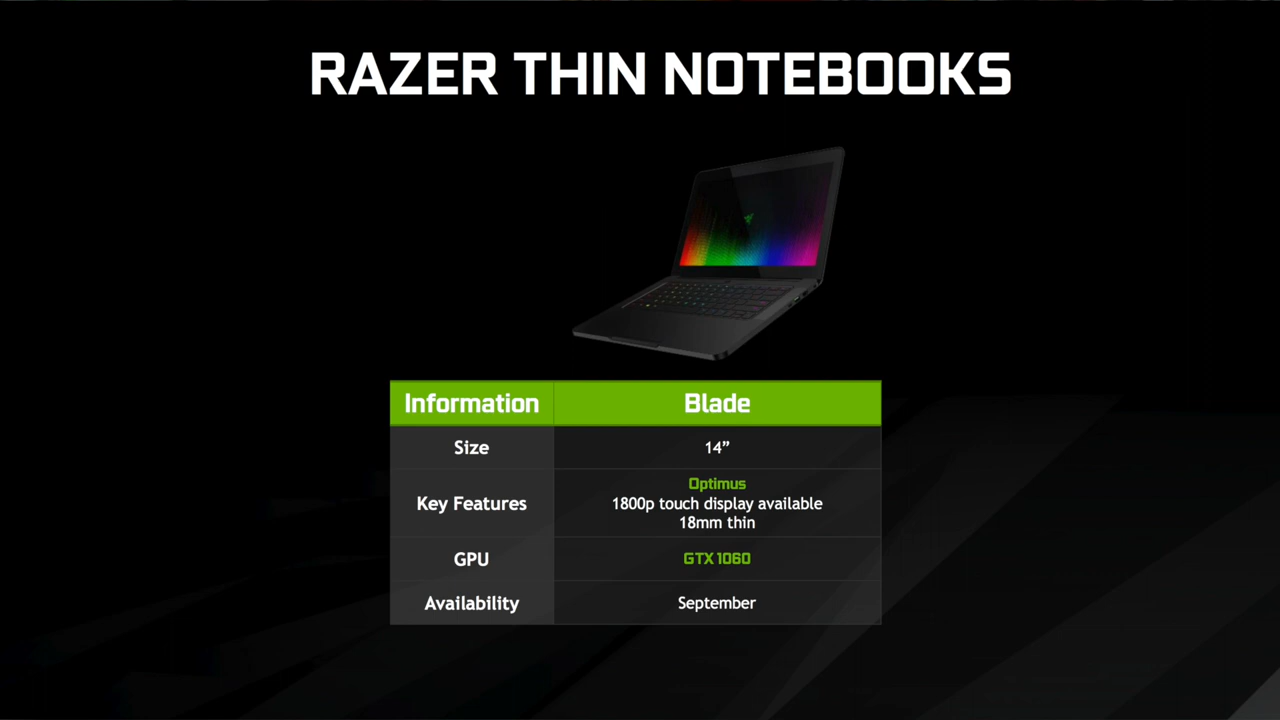 RAZER THIN NOTEBOOKS
Information
Blade
Size
14”
Key Features
Optimus
1800p touch display available
18mm thin
GPU
GTX 1060
Availability
September